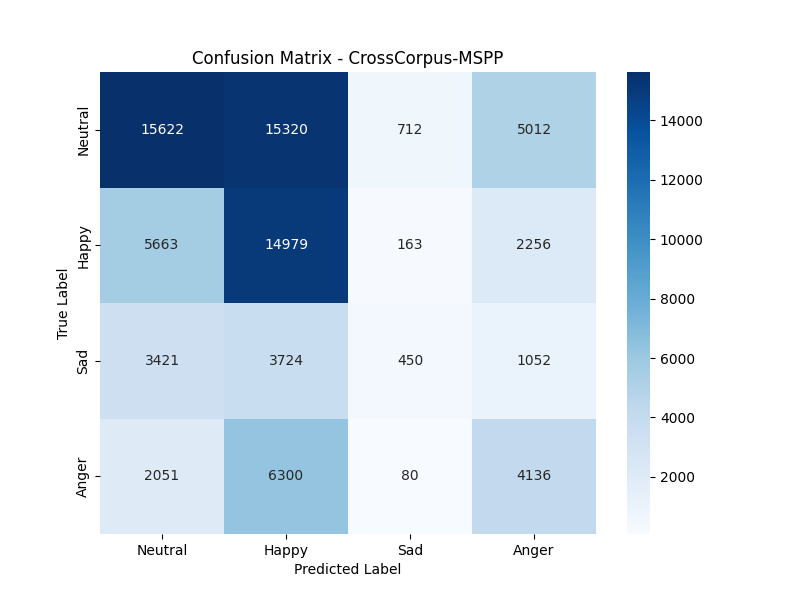 Confusion Matrix - CrossCorpus-MSPP
True Label
Neutral
15622 15320 712 5012
Happy
5663 14979 163 2256
Sad
3421 3724 450 1052
Anger
2051 6300 80 4136
Neutral Happy Sad Anger
Predicted Label
14000
12000
10000
8000
6000
4000
2000